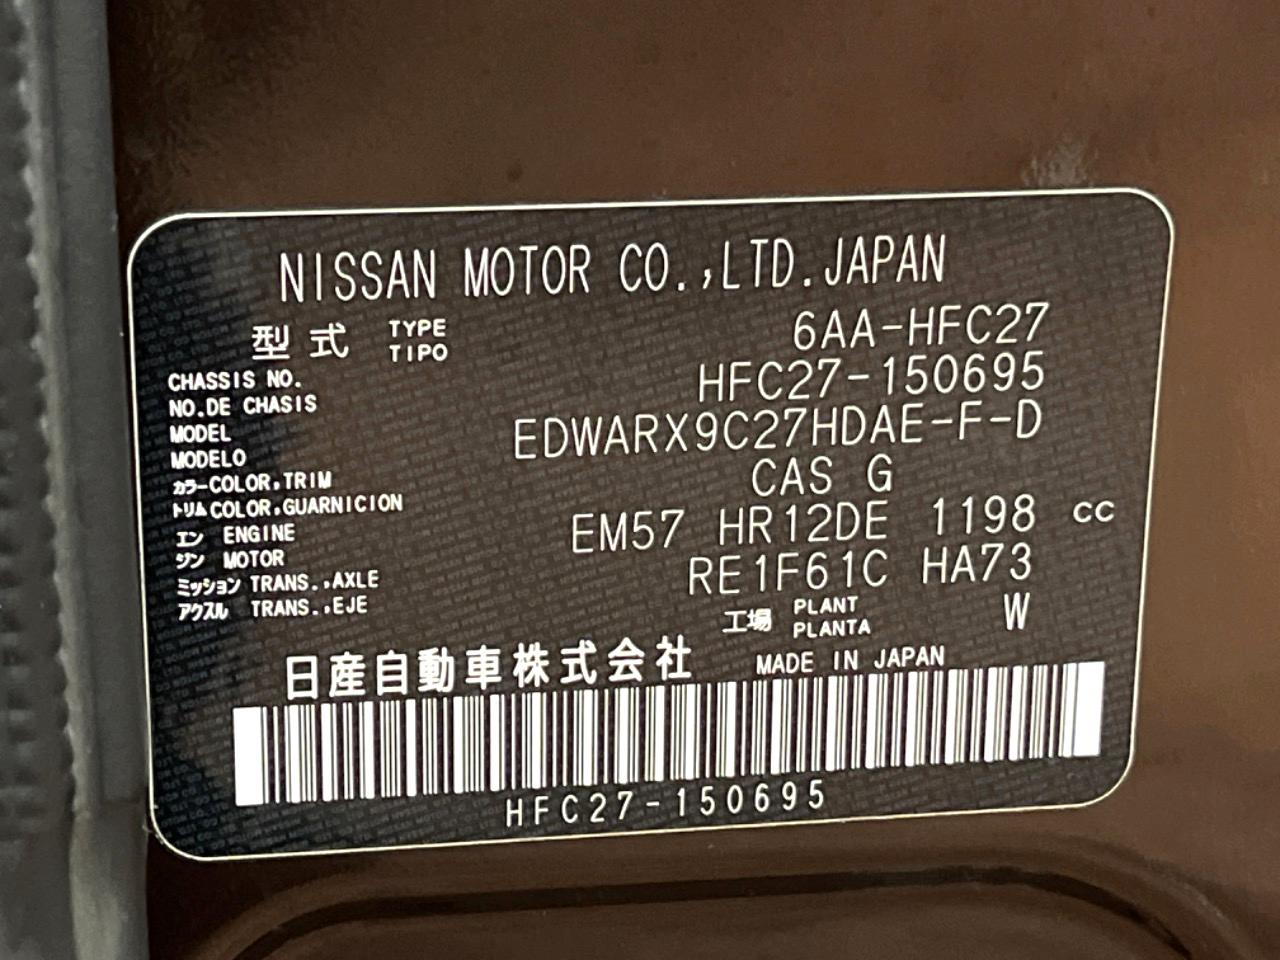 NISSAN MOTOR CO.,LTD.JAPAN
型式 TYPE TIPO 6AA-HFC27
CHASSIS NO. NO.DE CHASIS HFC27-150695
MODEL MODELO EDWARX9C27HDAE-F-D
カラー COLOR,TRIM トリム COLOR,GUARNICION CAS G
エンジン ENGINE MOTOR EM57 HR12DE 1198 cc
ミッション TRANS.,AXLE アクスル TRANS.,EJE RE1F61C HA73
工場 PLANT PLANTA W
日産自動車株式会社 MADE IN JAPAN
HFC27-150695